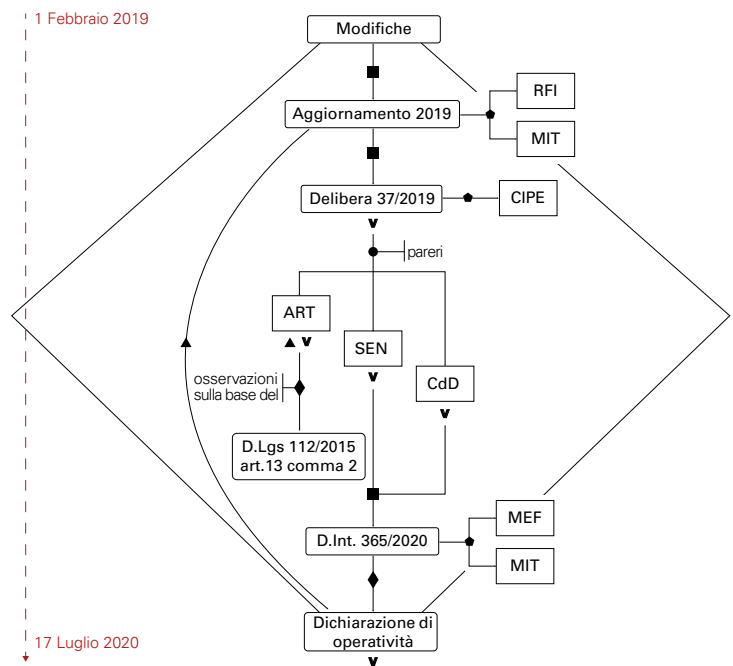 1 Febbraio 2019
Modifiche
RFI
Aggiornamento 2019
MIT
Delibera 37/2019
CIPE
pareri
ART
SEN
CdD
osservazioni
sulla base del
D.Lgs 112/2015
art.13 comma 2
MEF
D.Int. 365/2020
MIT
Dichiarazione di
operatività
17 Luglio 2020